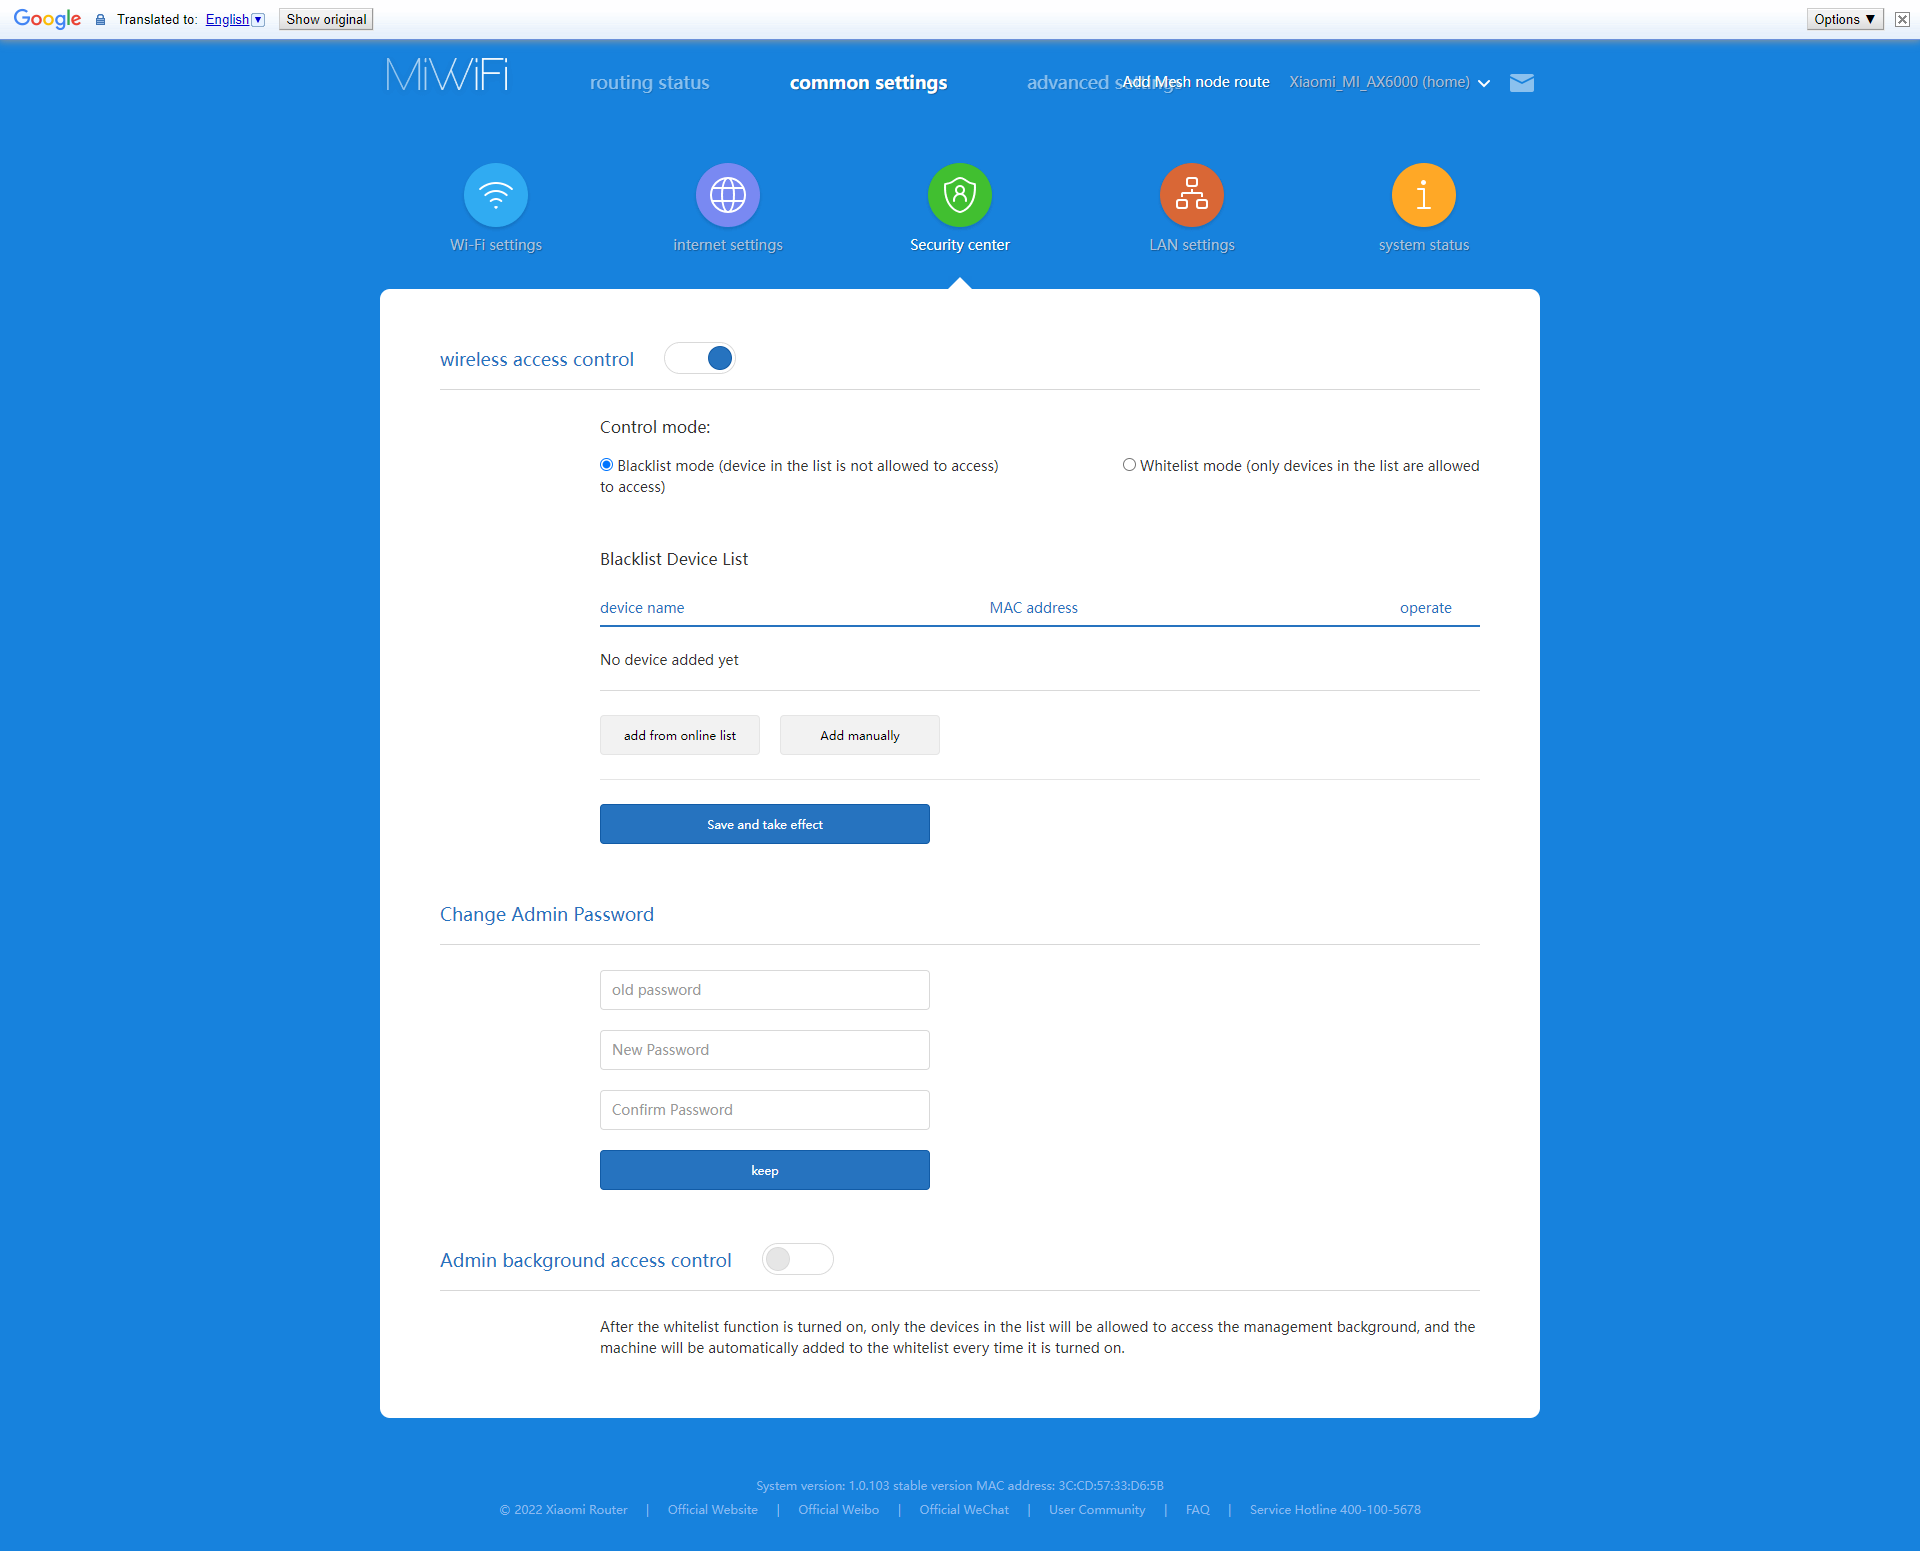 Google Translated to: English Show original Options ▼
MiWiFi routing status common settings advanced settings Add Mesh node route Xiaomi_MI_AX6000 (home)
Wi-Fi settings internet settings Security center LAN settings system status
wireless access control
Control mode:
Blacklist mode (device in the list is not allowed to access) Whitelist mode (only devices in the list are allowed
to access)
Blacklist Device List
device name MAC address operate
No device added yet
add from online list Add manually
Save and take effect
Change Admin Password
old password
New Password
Confirm Password
keep
Admin background access control
After the whitelist function is turned on, only the devices in the list will be allowed to access the management background, and the
machine will be automatically added to the whitelist every time it is turned on.
System version: 1.0.103 stable version MAC address: 3C:CD:57:33:D6:5B
© 2022 Xiaomi Router | Official Website | Official Weibo | Official WeChat | User Community | FAQ | Service Hotline 400-100-5678